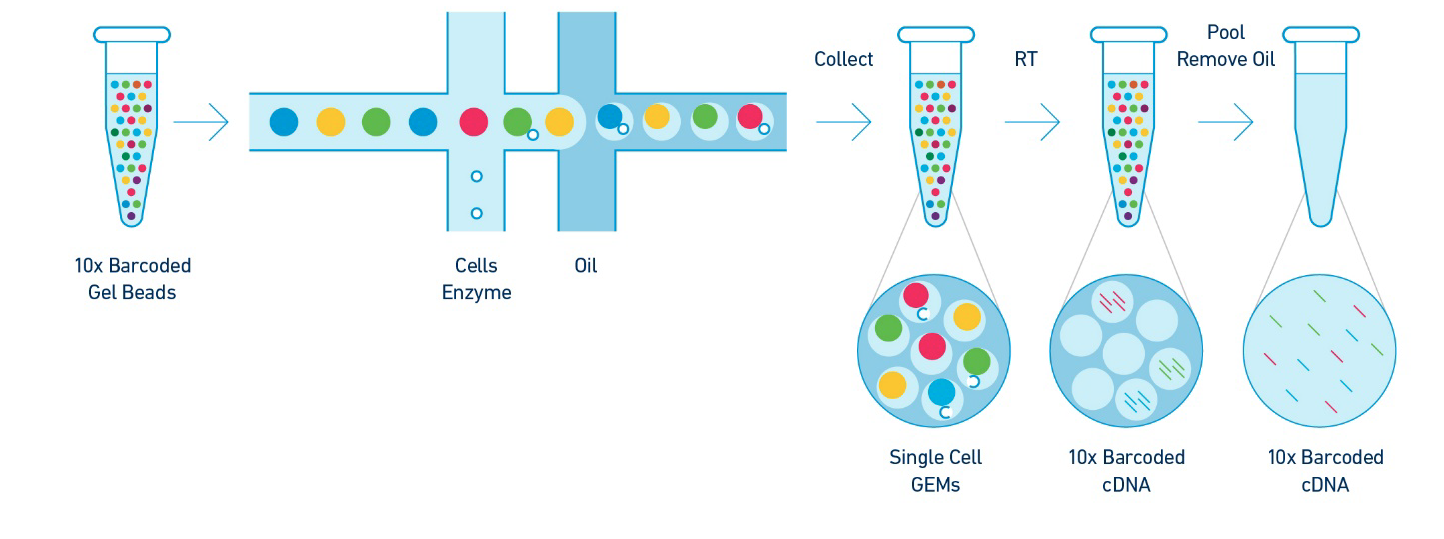 10x Barcoded
Gel Beads
Cells
Enzyme
Oil
Collect
RT
Pool
Remove Oil
Single Cell
GEMs
10x Barcoded
cDNA
10x Barcoded
cDNA